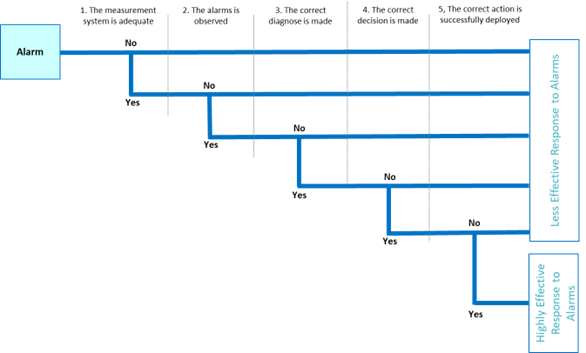 1. The measurement
system is adequate
2. The alarms is
observed
3. The correct
diagnose is made
4. The correct
decision is made
5, The correct action is
successfully deployed
Alarm
No
Yes
No
Yes
No
Yes
No
Yes
No
Yes
Less Effective Response to Alarms
Highly Effective
Response to
Alarms